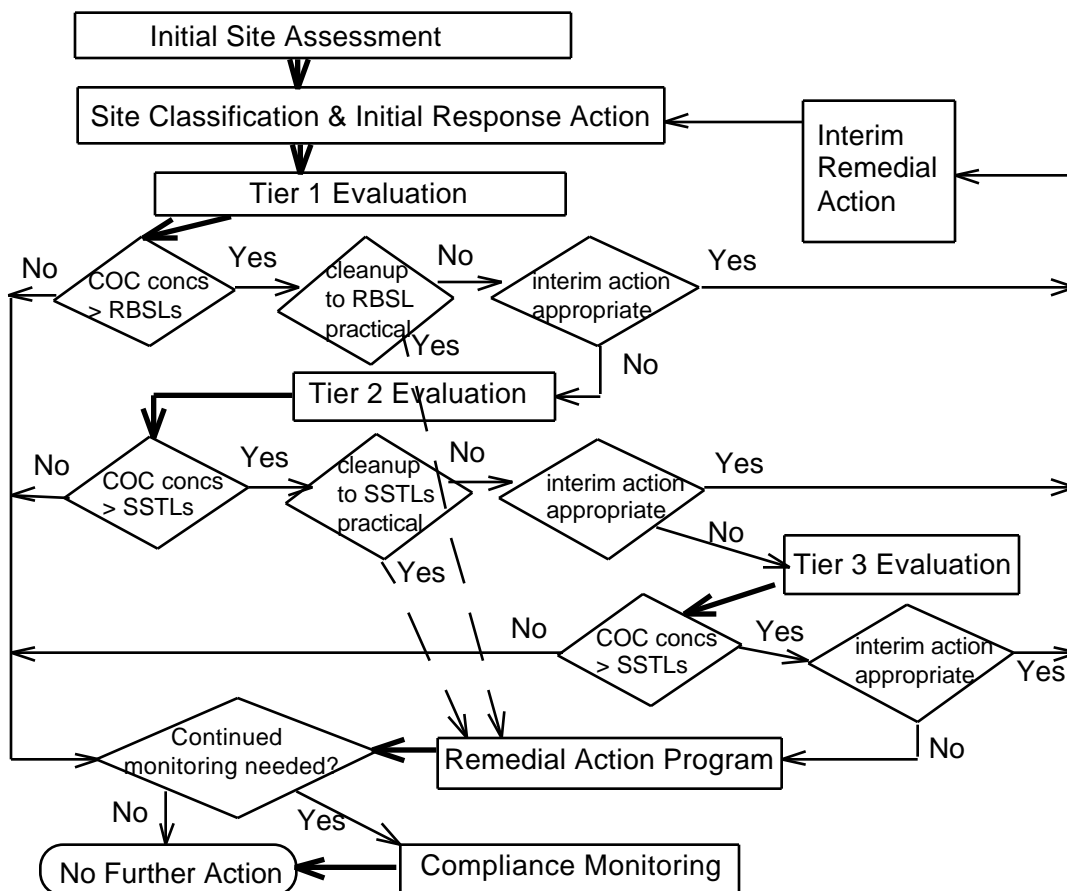 Initial Site Assessment
Site Classification & Initial Response Action
Interim
Remedial
Action
Tier 1 Evaluation
No
COC concs
> RBSLs
Yes
cleanup
to RBSL
practical
No
interim action
appropriate
Yes
Yes
No
Tier 2 Evaluation
No
COC concs
> SSTLs
Yes
cleanup
to SSTLs
practical
No
interim action
appropriate
Yes
Yes
No
Tier 3 Evaluation
No
COC concs
> SSTLs
Yes
interim action
appropriate
Yes
No
Continued
monitoring needed?
Remedial Action Program
No
Yes
No Further Action
Compliance Monitoring